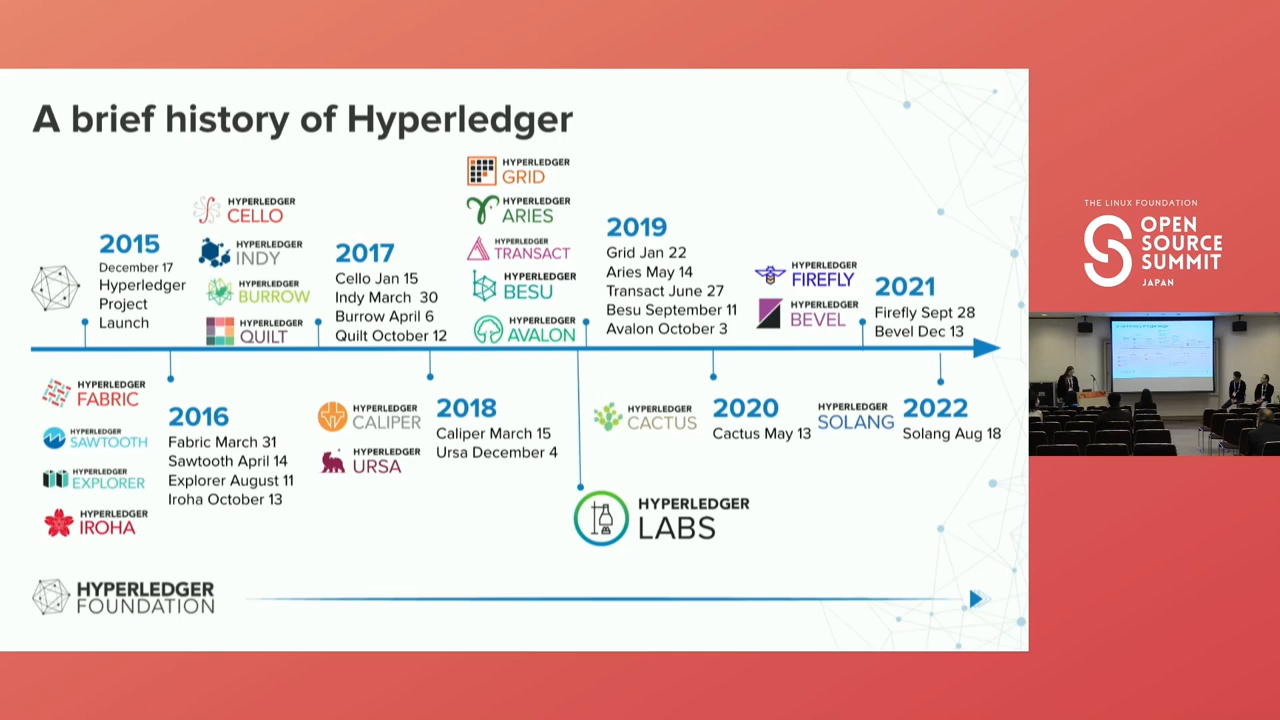 A brief history of Hyperledger
2015
December 17
Hyperledger
Project
Launch
HYPERLEDGER
CELLO
HYPERLEDGER
INDY
HYPERLEDGER
BURROW
HYPERLEDGER
QUILT
2017
Cello Jan 15
Indy March 30
Burrow April 6
Quilt October 12
HYPERLEDGER
GRID
HYPERLEDGER
ARIES
HYPERLEDGER
TRANSACT
HYPERLEDGER
BESU
HYPERLEDGER
AVALON
2019
Grid Jan 22
Aries May 14
Transact June 27
Besu September 11
Avalon October 3
HYPERLEDGER
FIREFLY
HYPERLEDGER
BEVEL
2021
Firefly Sept 28
Bevel Dec 13
HYPERLEDGER
FABRIC
HYPERLEDGER
SAWTOOTH
HYPERLEDGER
EXPLORER
HYPERLEDGER
IROHA
2016
Fabric March 31
Sawtooth April 14
Explorer August 11
Iroha October 13
HYPERLEDGER
CALIPER
HYPERLEDGER
URSA
2018
Caliper March 15
Ursa December 4
HYPERLEDGER
CACTUS
2020
Cactus May 13
HYPERLEDGER
SOLANG
2022
Solang Aug 18
HYPERLEDGER
LABS
HYPERLEDGER
FOUNDATION
THE LINUX FOUNDATION
OPEN
SOURCE
SUMMIT
JAPAN